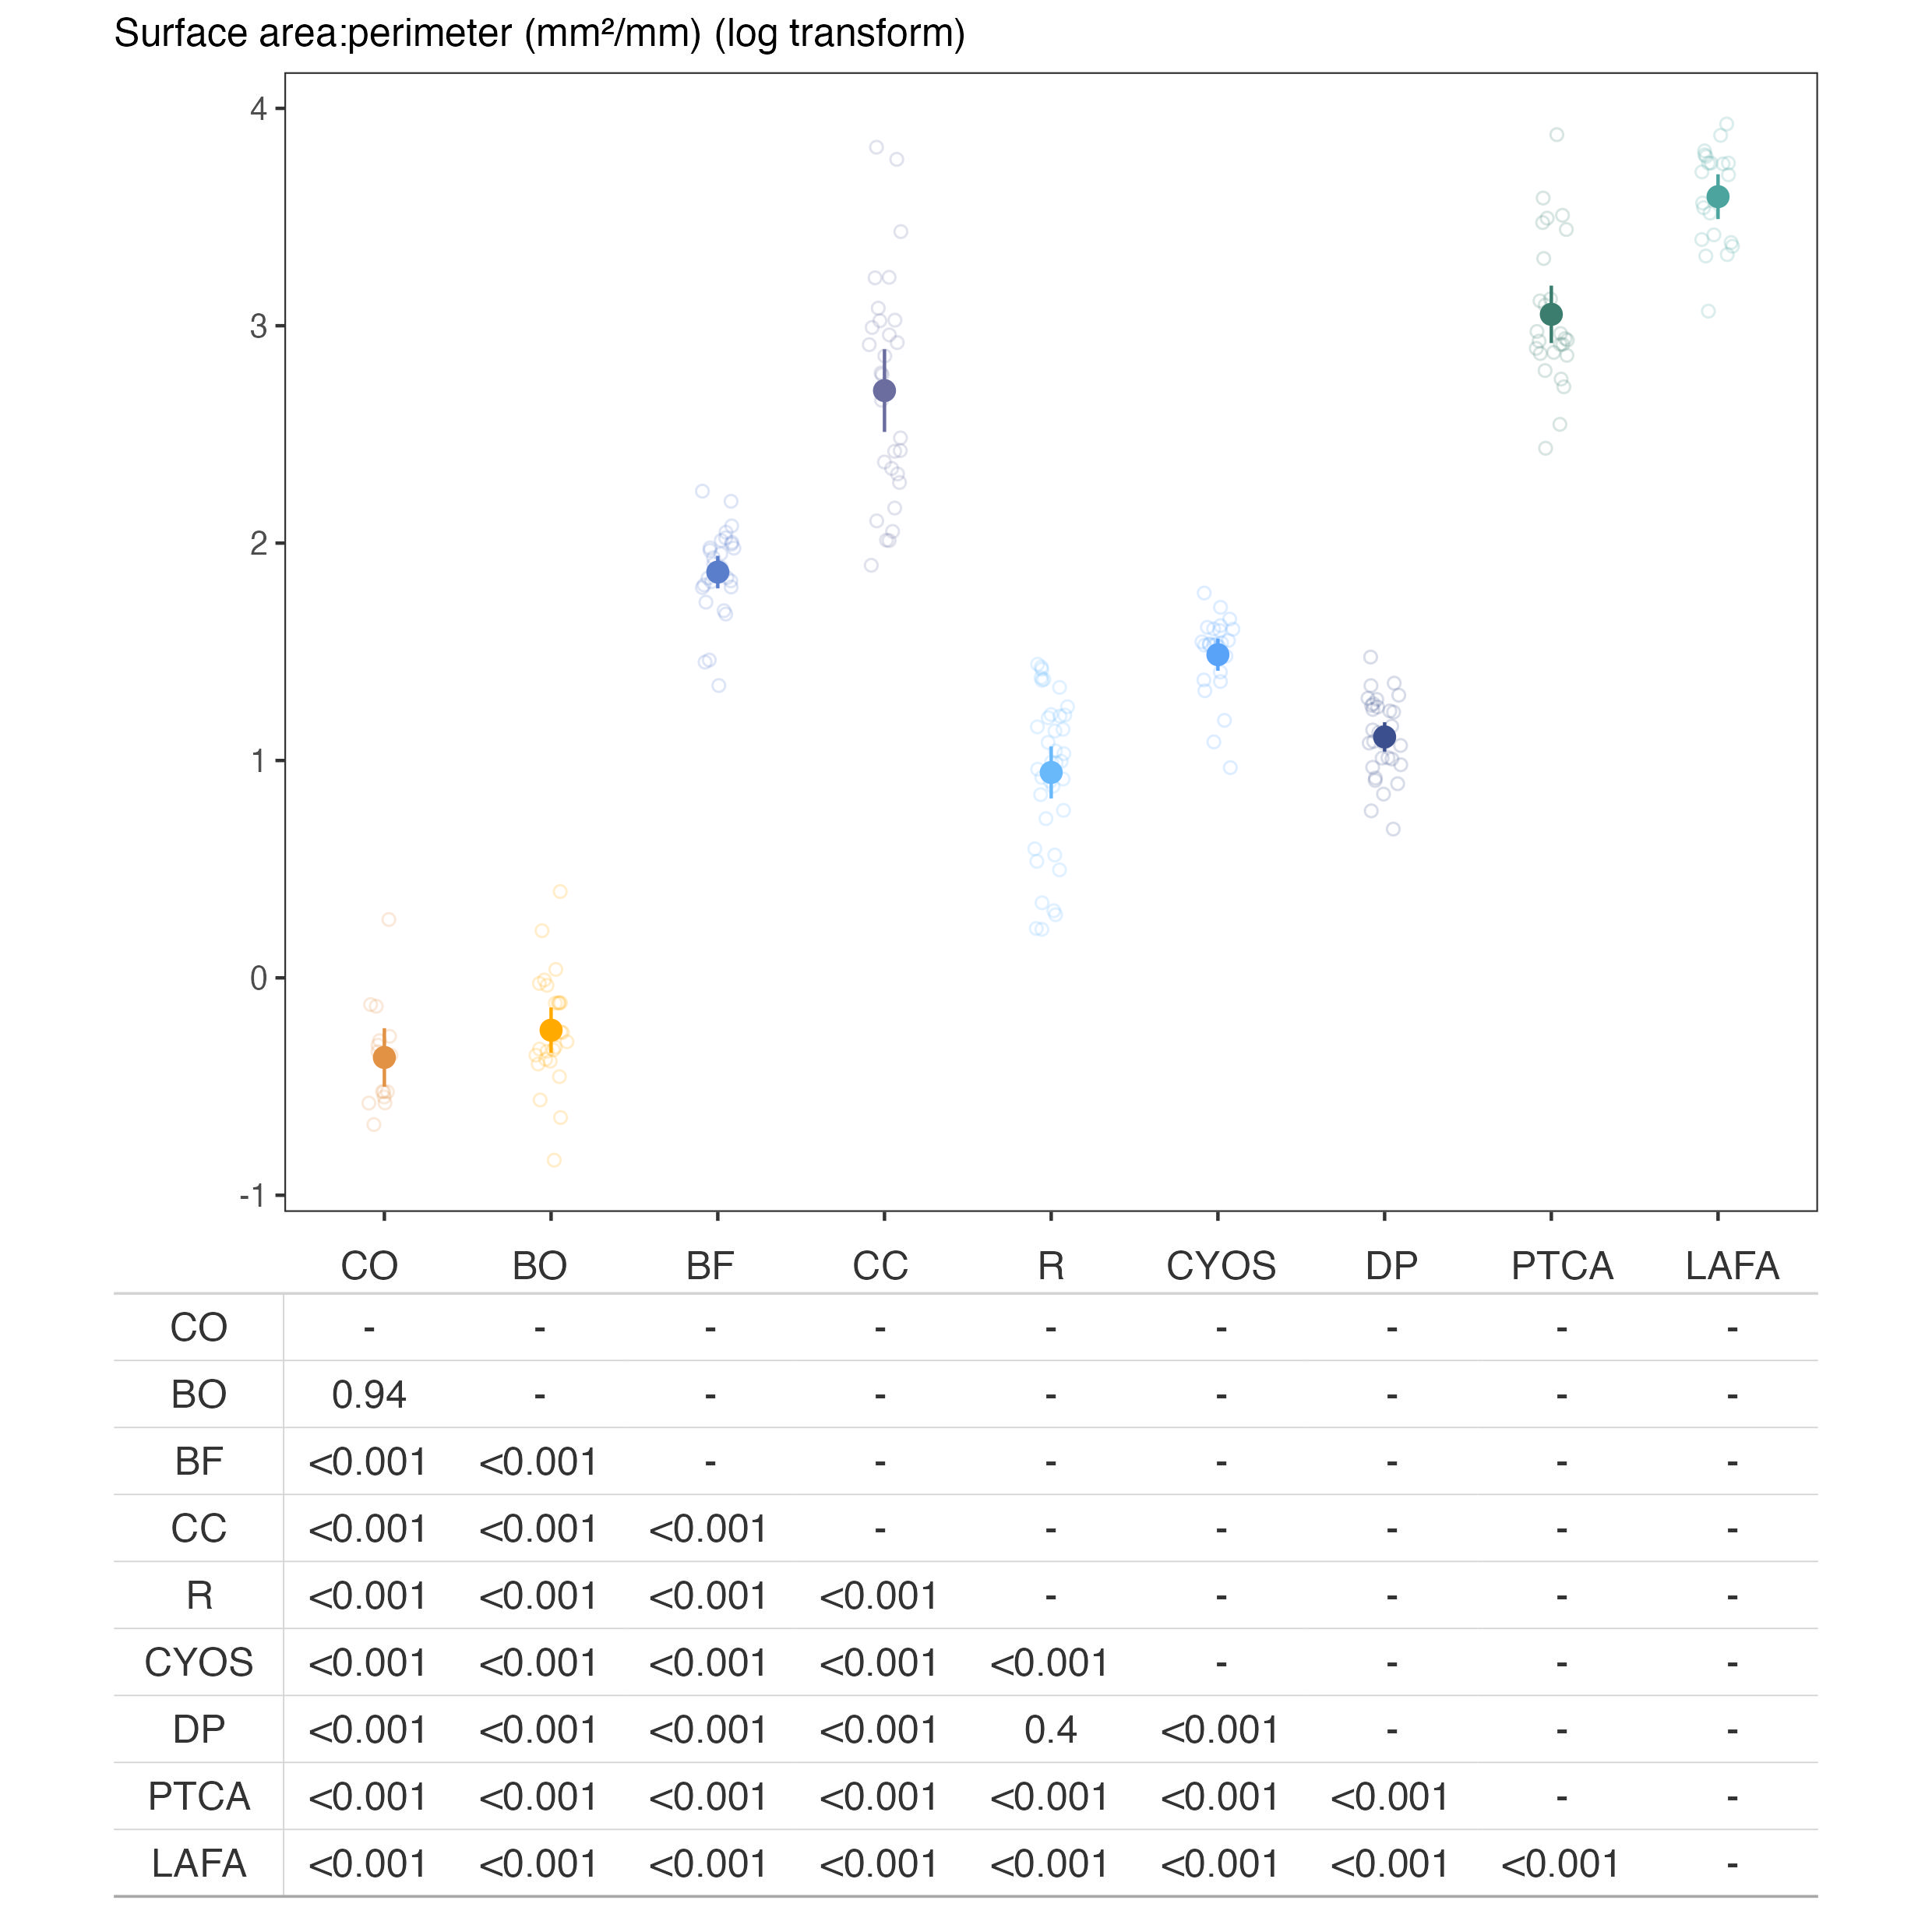 Surface area:perimeter (mm²/mm) (log transform)
4
3
2
1
0
-1
CO BO BF CC R CYOS DP PTCA LAFA
CO - - - - - - - - -
BO 0.94 - - - - - - - -
BF <0.001 <0.001 - - - - - - -
CC <0.001 <0.001 <0.001 - - - - - -
R <0.001 <0.001 <0.001 <0.001 - - - - -
CYOS <0.001 <0.001 <0.001 <0.001 <0.001 - - - -
DP <0.001 <0.001 <0.001 <0.001 0.4 <0.001 - - -
PTCA <0.001 <0.001 <0.001 <0.001 <0.001 <0.001 <0.001 - -
LAFA <0.001 <0.001 <0.001 <0.001 <0.001 <0.001 <0.001 <0.001 -